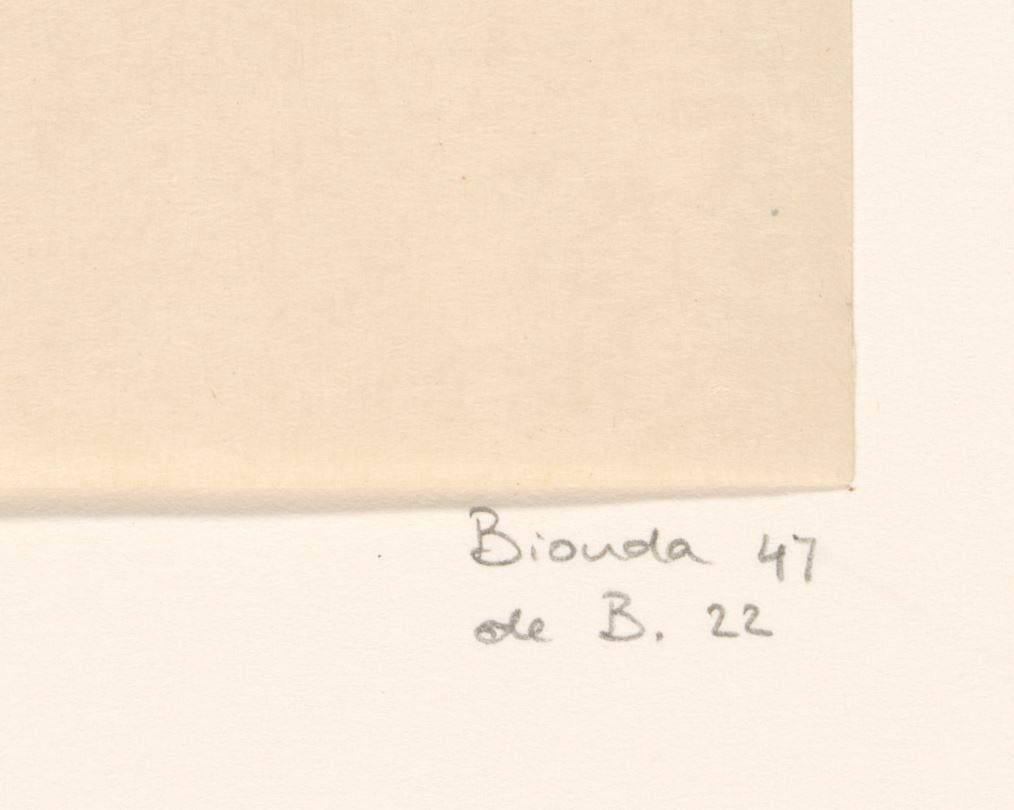 Bionda 47
de B. 22